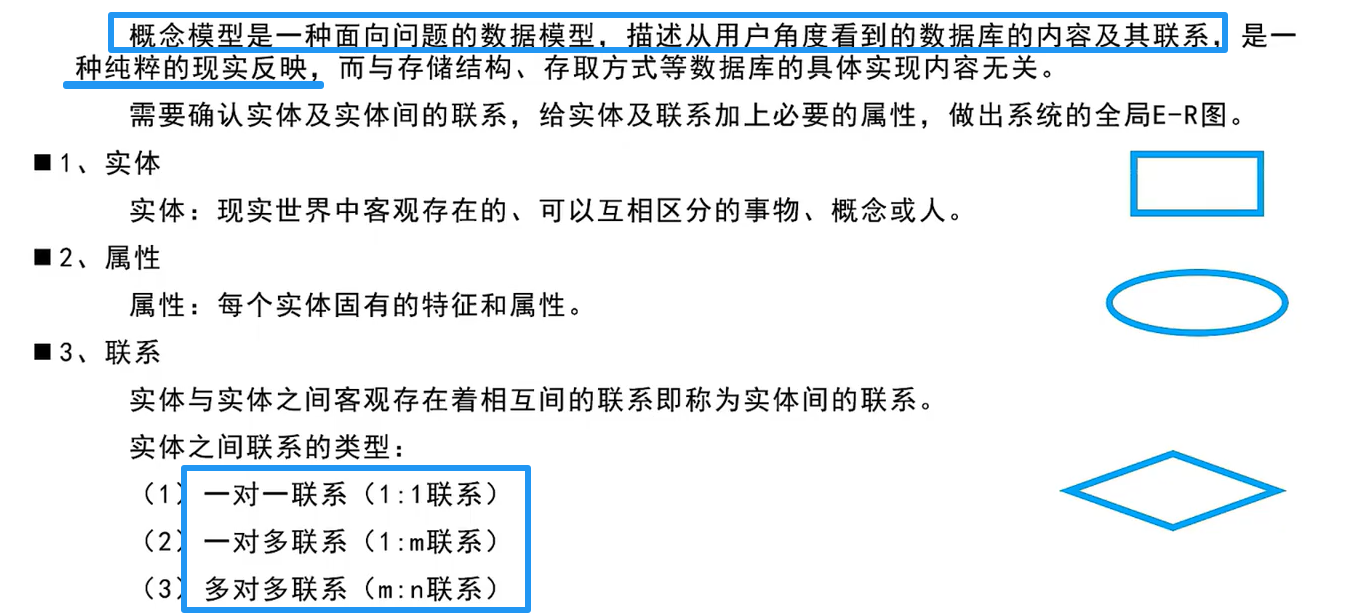 概念模型是一种面向问题的数据模型，描述从用户角度看到的数据库的内容及其联系，是一
种纯粹的现实反映，而与存储结构、存取方式等数据库的具体实现内容无关。
需要确认实体及实体间的联系，给实体及联系加上必要的属性，做出系统的全局E-R图。
■1、实体
实体：现实世界中客观存在的、可以互相区分的事物、概念或人。
■2、属性
属性：每个实体固有的特征和属性。
■3、联系
实体与实体之间客观存在着相互间的联系即称为实体间的联系。
实体之间联系的类型：
（1）一对一联系（1:1联系）
（2）一对多联系（1:m联系）
（3）多对多联系（m:n联系）